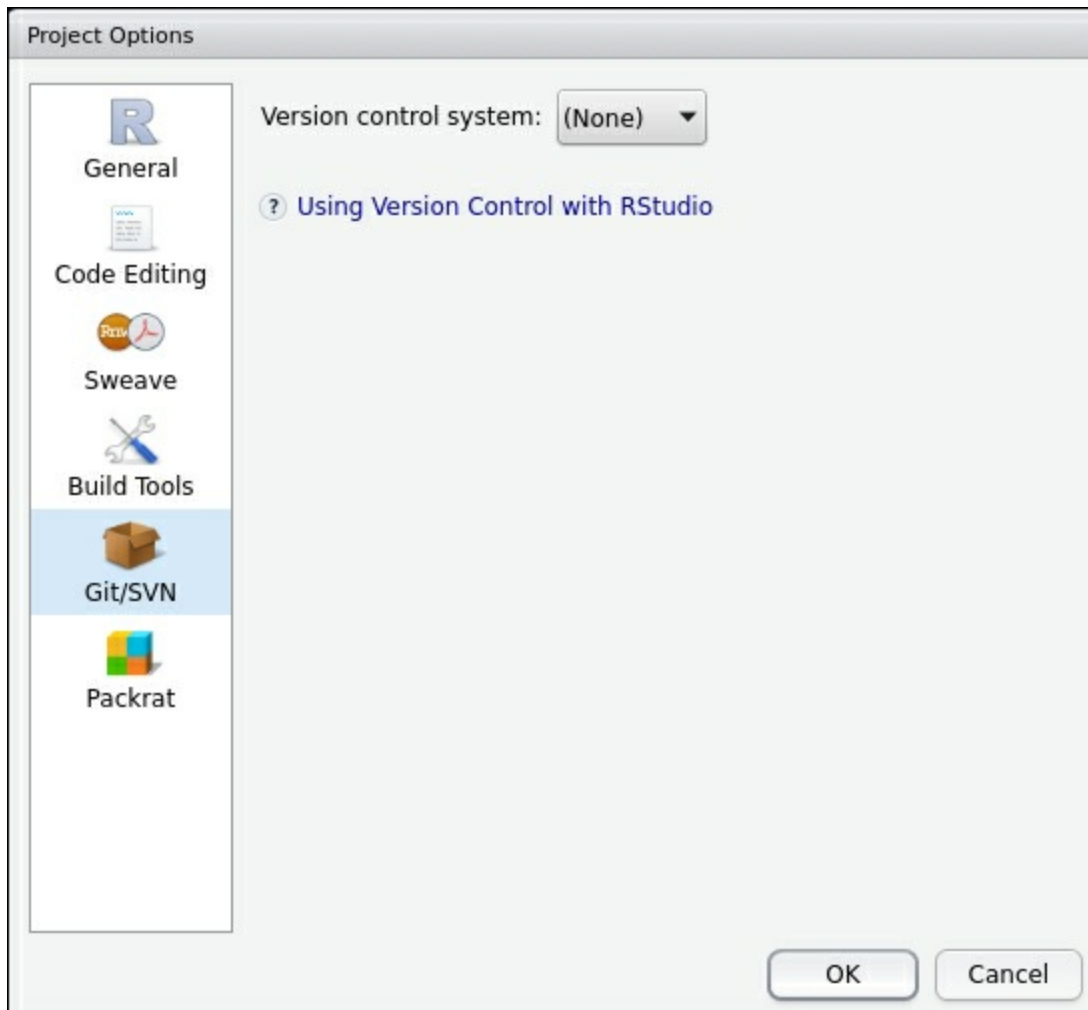 Project Options
General
Code Editing
Sweave
Build Tools
Git/SVN
Packrat
Version control system: (None)
? Using Version Control with RStudio
OK Cancel